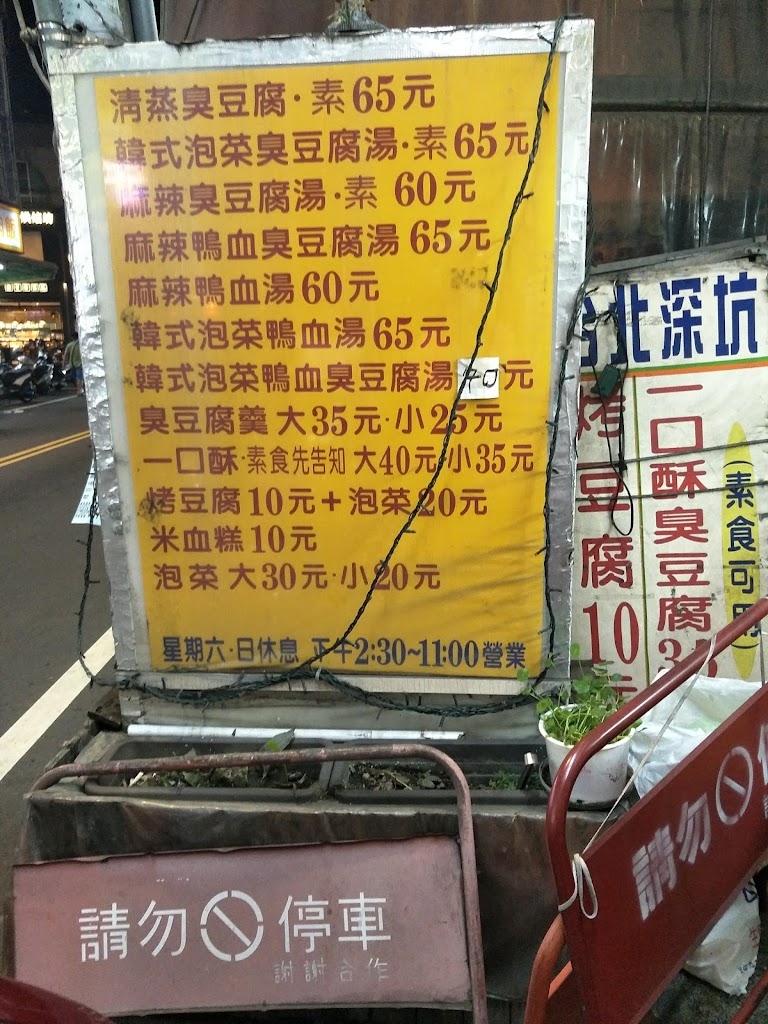 清蒸臭豆腐·素65元
韓式泡菜臭豆腐湯·素65元
麻辣臭豆腐湯·素 60元
麻辣鴨血臭豆腐湯 65元
麻辣鴨血湯60元
韓式泡菜鴨血湯65元
韓式泡菜鴨血臭豆腐湯70元
臭豆腐羹 大35元·小25元
一口酥·素食先告知 大40元小35元
烤豆腐10元+泡菜20元
米血糕10元
泡菜 大30元·小20元
星期六·日休息 正午2:30~11:00營業
台北深坑
烤豆腐10元
一口酥臭豆腐35
(素食可用
請勿停車
謝謝合作
請勿